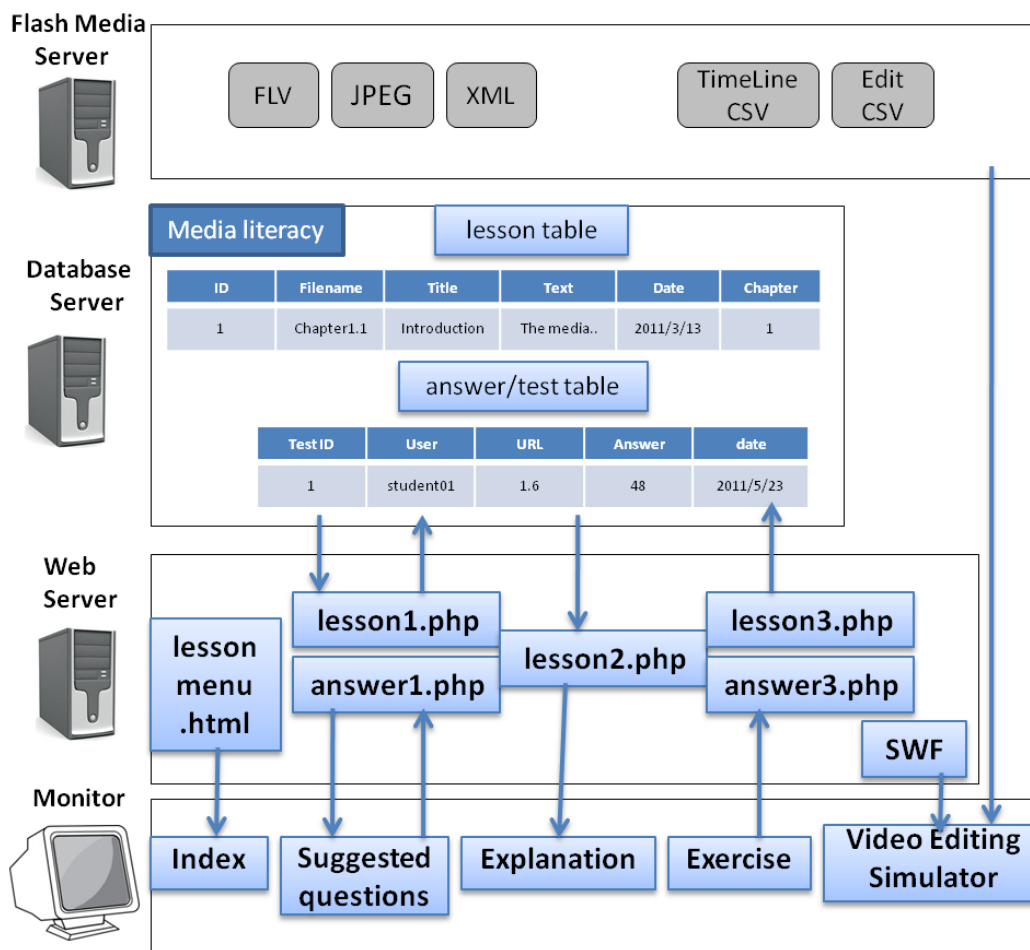 Flash Media
Server
FLV
JPEG
XML
TimeLine
CSV
Edit
CSV
Database
Server
Media literacy
lesson table
ID Filename Title Text Date Chapter
1 Chapter1.1 Introduction The media.. 2011/3/13 1
answer/test table
Test ID User URL Answer date
1 student01 1.6 48 2011/5/23
Web
Server
lesson
menu
.html
lesson1.php
answer1.php
lesson2.php
lesson3.php
answer3.php
SWF
Monitor
Index
Suggested
questions
Explanation
Exercise
Video Editing
Simulator